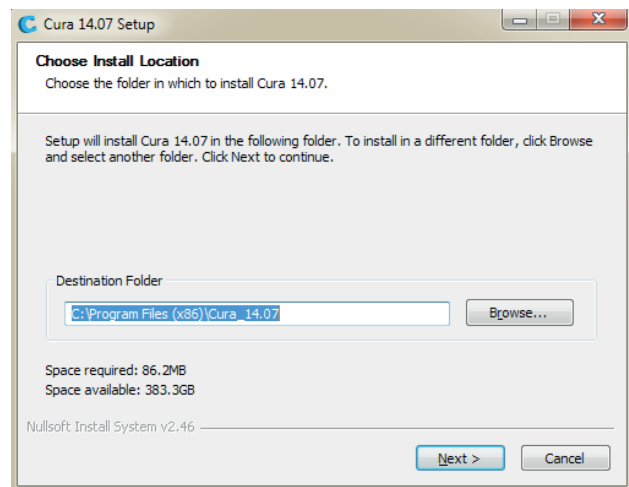 Cura 14.07 Setup
Choose Install Location
Choose the folder in which to install Cura 14.07.
Setup will install Cura 14.07 in the following folder. To install in a different folder, click Browse
and select another folder. Click Next to continue.
Destination Folder
C:\Program Files (x86)\Cura_14.07
Browse...
Space required: 86.2MB
Space available: 383.3GB
Nullsoft Install System v2.46
Next > Cancel